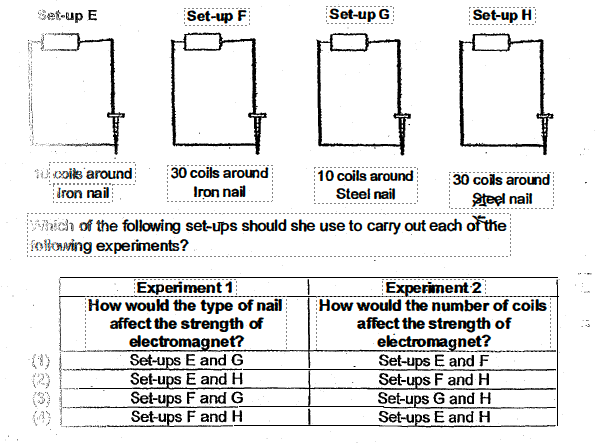 Set-up E Set-up F Set-up G Set-up H
10 coils around 30 coils around 10 coils around 30 coils around
Iron nail Iron nail Steel nail Steel nail
Which of the following set-ups should she use to carry out each of the
following experiments?
Experiment 1 Experiment 2
How would the type of nail How would the number of coils
affect the strength of affect the strength of
electromagnet? electromagnet?
(1) Set-ups E and G Set-ups E and F
(2) Set-ups E and H Set-ups F and H
(3) Set-ups F and G Set-ups G and H
(4) Set-ups F and H Set-ups E and H